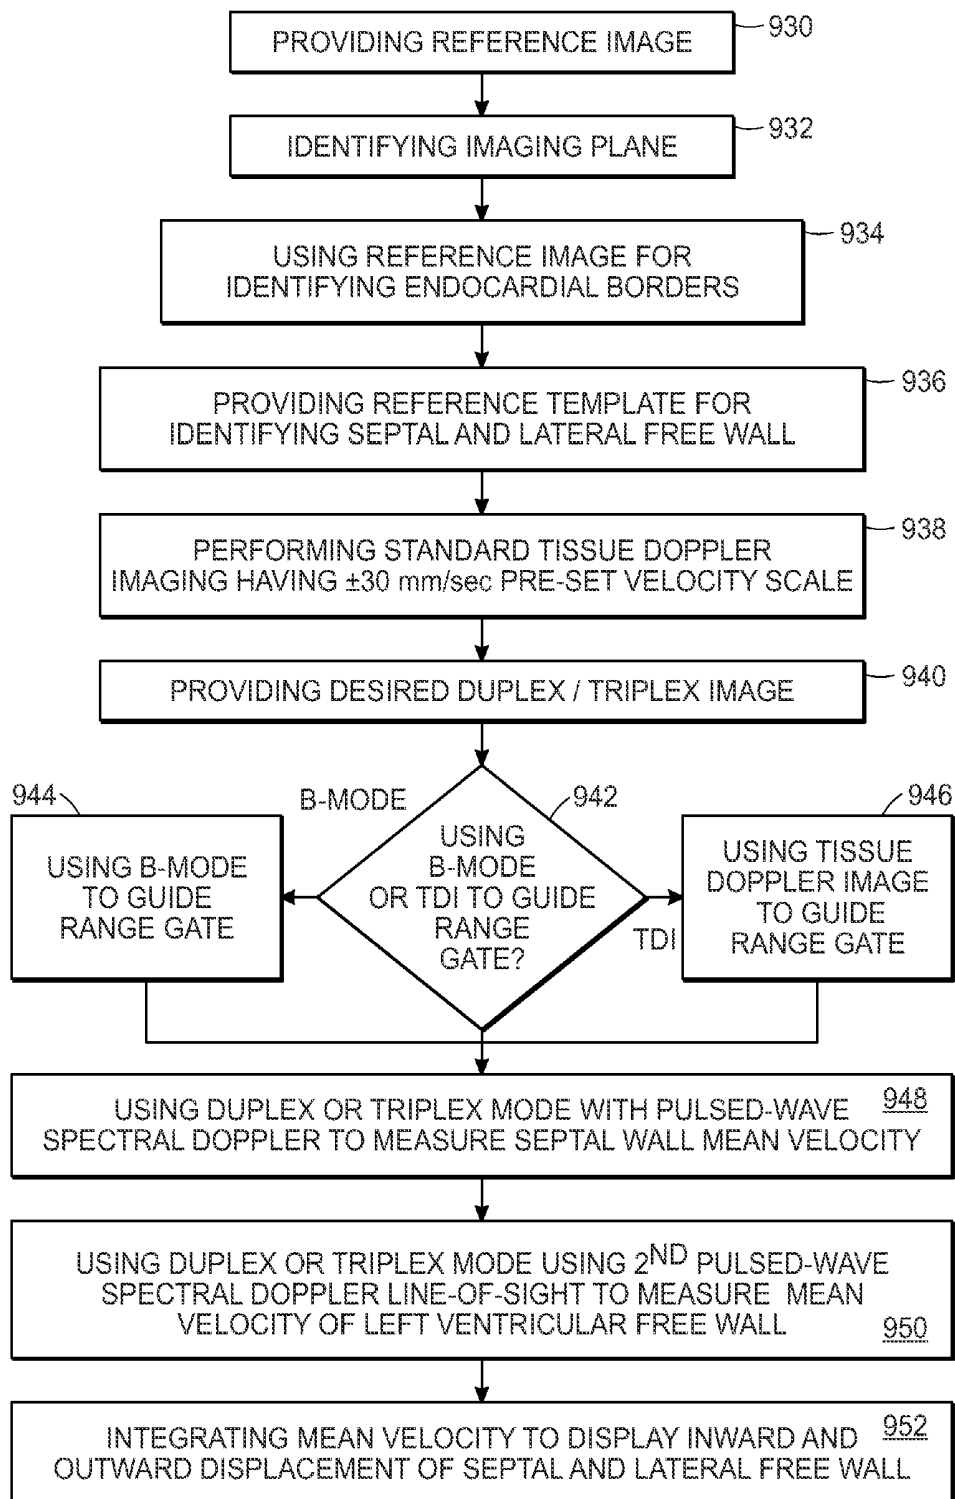 PROVIDING REFERENCE IMAGE
930
IDENTIFYING IMAGING PLANE
932
USING REFERENCE IMAGE FOR
IDENTIFYING ENDOCARDIAL BORDERS
934
PROVIDING REFERENCE TEMPLATE FOR
IDENTIFYING SEPTAL AND LATERAL FREE WALL
936
PERFORMING STANDARD TISSUE DOPPLER
IMAGING HAVING ±30 mm/sec PRE-SET VELOCITY SCALE
938
PROVIDING DESIRED DUPLEX / TRIPLEX IMAGE
940
944
USING B-MODE
TO GUIDE
RANGE GATE
B-MODE
942
USING
B-MODE
OR TDI TO GUIDE
RANGE
GATE?
TDI
946
USING TISSUE
DOPPLER IMAGE
TO GUIDE
RANGE GATE
USING DUPLEX OR TRIPLEX MODE WITH PULSED-WAVE 948
SPECTRAL DOPPLER TO MEASURE SEPTAL WALL MEAN VELOCITY
USING DUPLEX OR TRIPLEX MODE USING 2ND PULSED-WAVE
SPECTRAL DOPPLER LINE-OF-SIGHT TO MEASURE MEAN
VELOCITY OF LEFT VENTRICULAR FREE WALL 950
INTEGRATING MEAN VELOCITY TO DISPLAY INWARD AND 952
OUTWARD DISPLACEMENT OF SEPTAL AND LATERAL FREE WALL